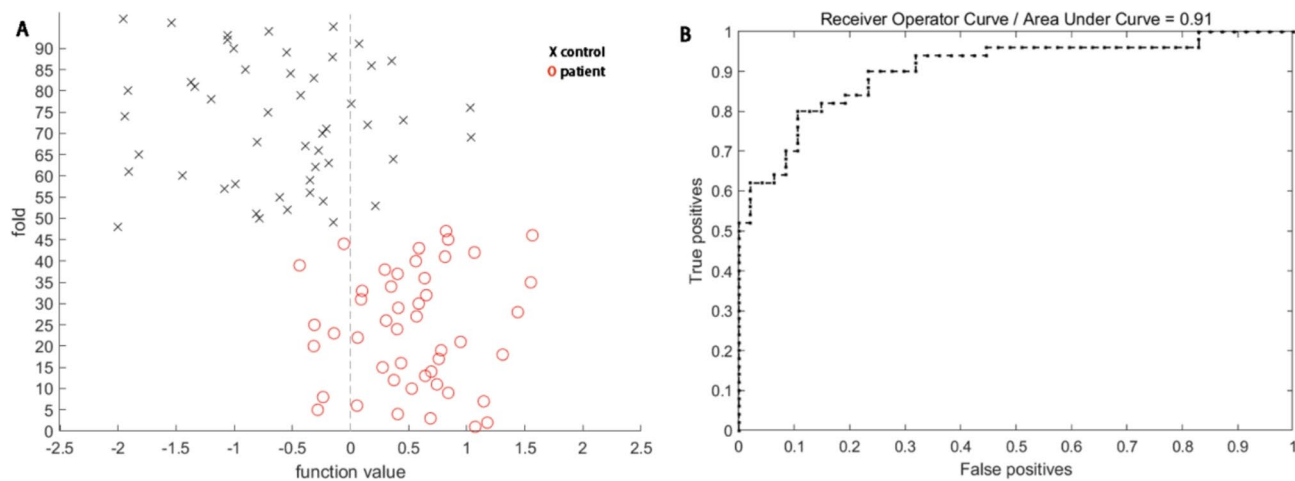 A
X control
O patient
90
85
80
75
70
65
60
55
50
45
40
35
30
25
20
15
10
5
0
fold
-2.5 -2 -1.5 -1 -0.5 0 0.5 1 1.5 2 2.5
function value
B
Receiver Operator Curve / Area Under Curve = 0.91
1
0.9
0.8
0.7
0.6
0.5
0.4
0.3
0.2
0.1
0
True positives
0 0.1 0.2 0.3 0.4 0.5 0.6 0.7 0.8 0.9 1
False positives